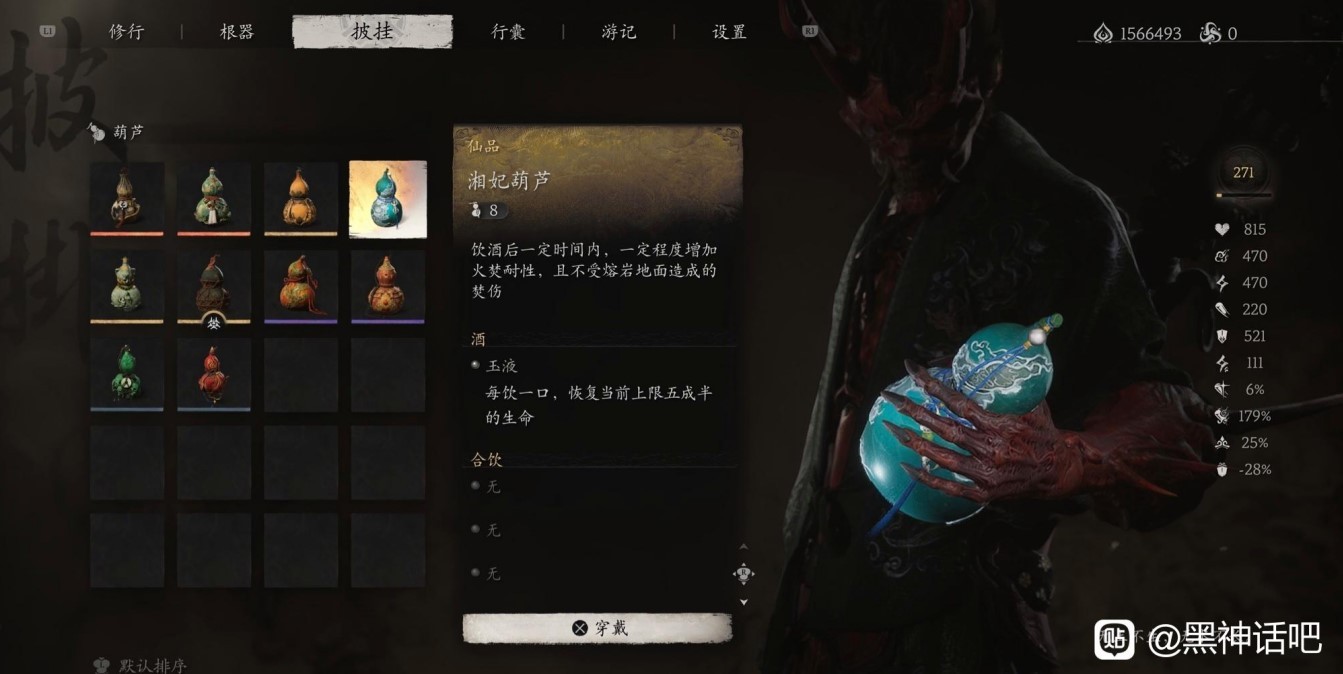 L1 修行 根器 披挂 行囊 游记 设置 R1
1566493 0
披挂
葫芦
仙品
湘妃葫芦
8
饮酒后一定时间内，一定程度增加
火焚耐性，且不受熔岩地面造成的
焚伤
酒
玉液
每饮一口，恢复当前上限五成半
的生命
合饮
无
无
无
R
穿戴
默认排序
271
815
470
470
220
521
111
6%
179%
25%
-28%
贴 @黑神话吧